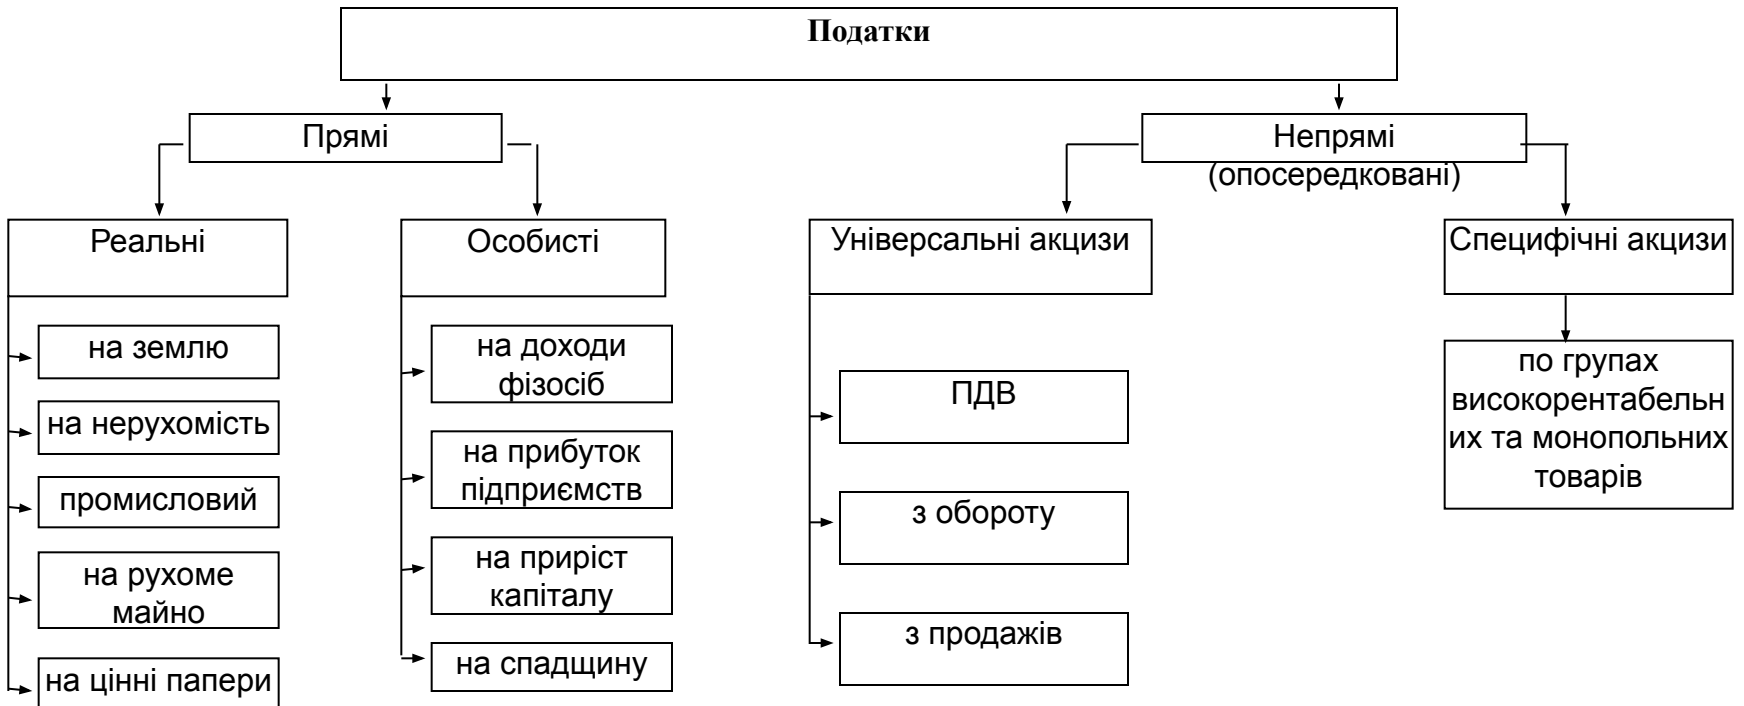 Податки
Прямі
Непрямі
(опосередковані)
Реальні
Особисті
Універсальні акцизи
Специфічні акцизи
на землю
на нерухомість
промисловий
на рухоме
майно
на цінні папери
на доходи
фізосіб
на прибуток
підприємств
на приріст
капіталу
на спадщину
ПДВ
з обороту
з продажів
по групах
високорентабельн
их та монопольних
товарів